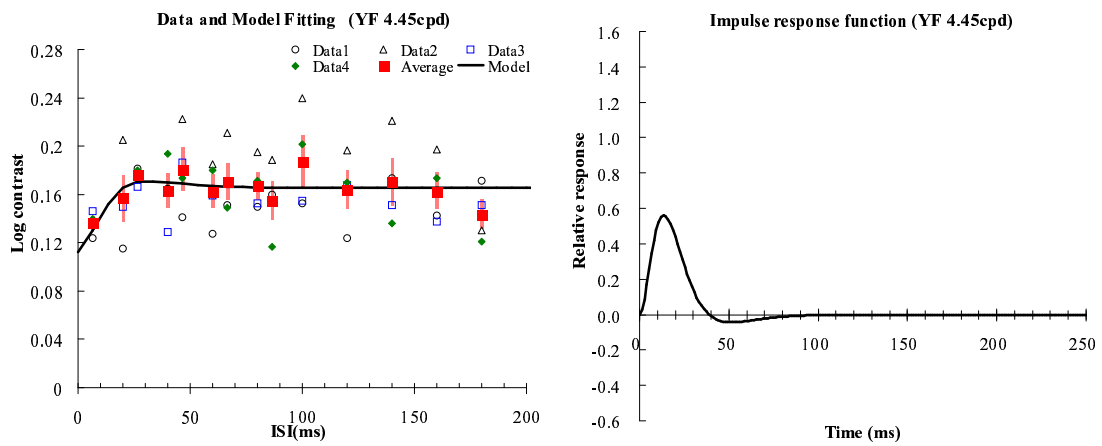 Data and Model Fitting (YF 4.45cpd)
Data1 Data2 Data3
Data4 Average Model
Log contrast
0.28
0.24
0.2
0.16
0.12
0.08
0.04
0
0 50 100 150 200
ISI(ms)
Impulse response function (YF 4.45cpd)
Relative response
1.6
1.4
1.2
1.0
0.8
0.6
0.4
0.2
0.0
-0.2
-0.4
-0.6
0 50 100 150 200 250
Time (ms)